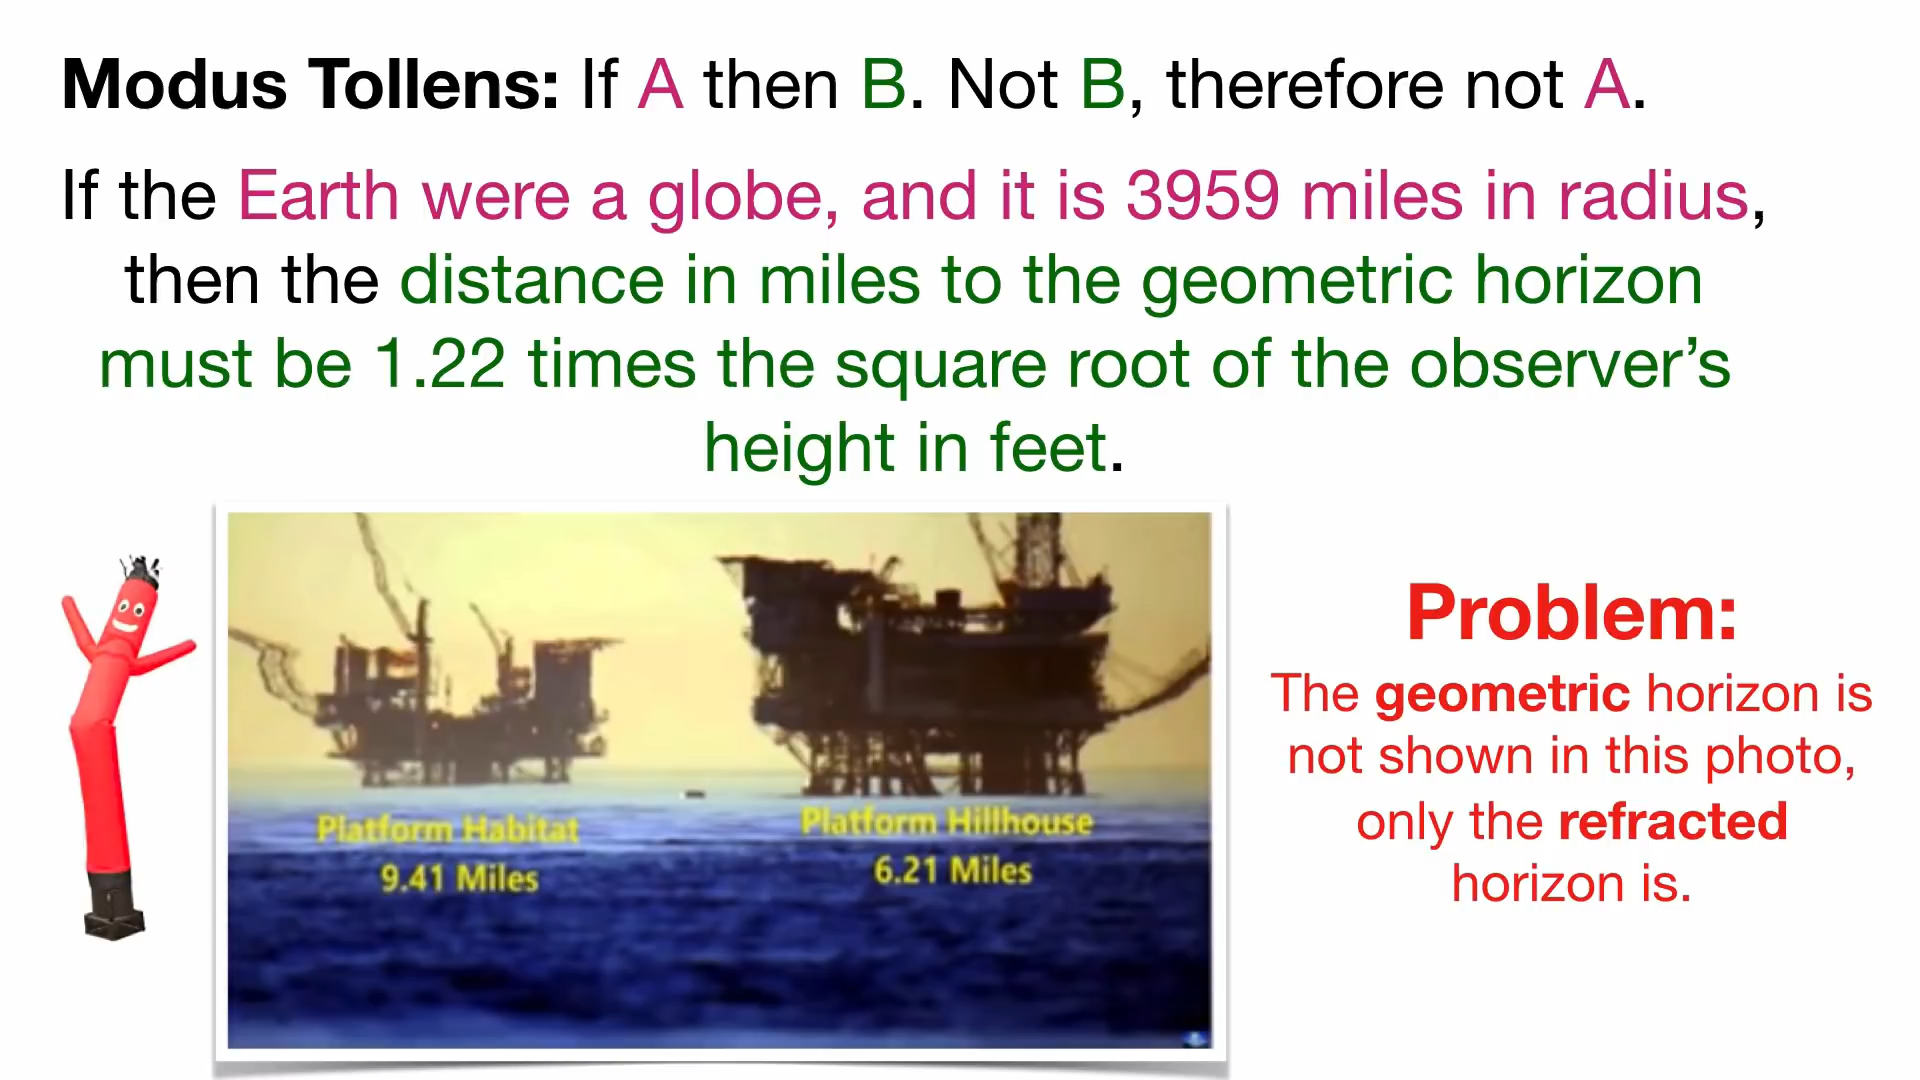 Modus Tollens: If A then B. Not B, therefore not A.
If the Earth were a globe, and it is 3959 miles in radius,
then the distance in miles to the geometric horizon
must be 1.22 times the square root of the observer’s
height in feet.
Platform Habitat
9.41 Miles
Platform Hillhouse
6.21 Miles
Problem:
The geometric horizon is
not shown in this photo,
only the refracted
horizon is.